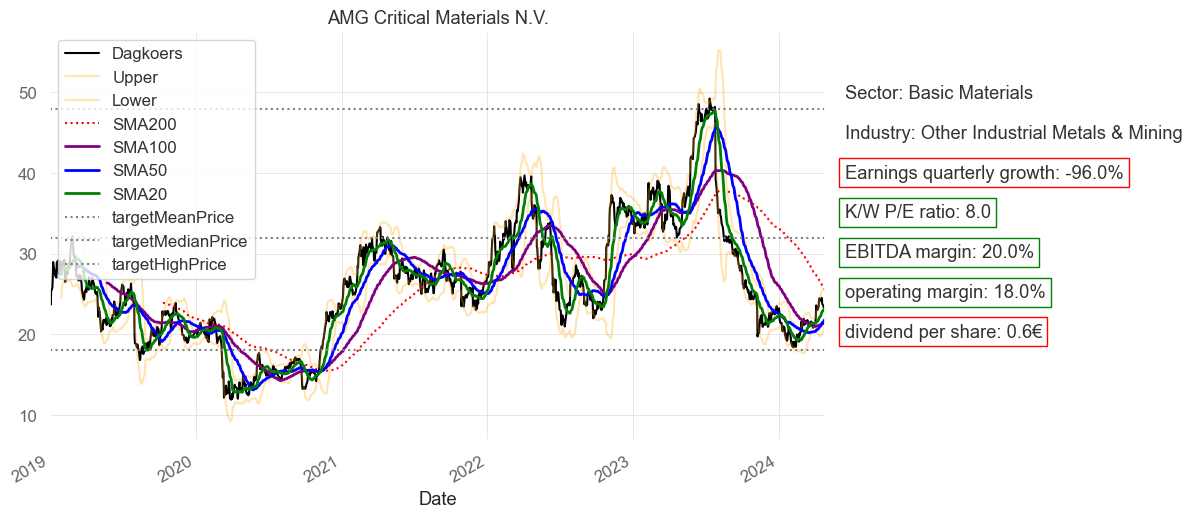 AMG Critical Materials N.V.
Dagkoers
Upper
Lower
SMA200
SMA100
SMA50
SMA20
targetMeanPrice
targetMedianPrice
targetHighPrice
50
40
30
20
10
2019
2020
2021
2022
2023
2024
Date
Sector: Basic Materials
Industry: Other Industrial Metals & Mining
Earnings quarterly growth: -96.0%
K/W P/E ratio: 8.0
EBITDA margin: 20.0%
operating margin: 18.0%
dividend per share: 0.6€